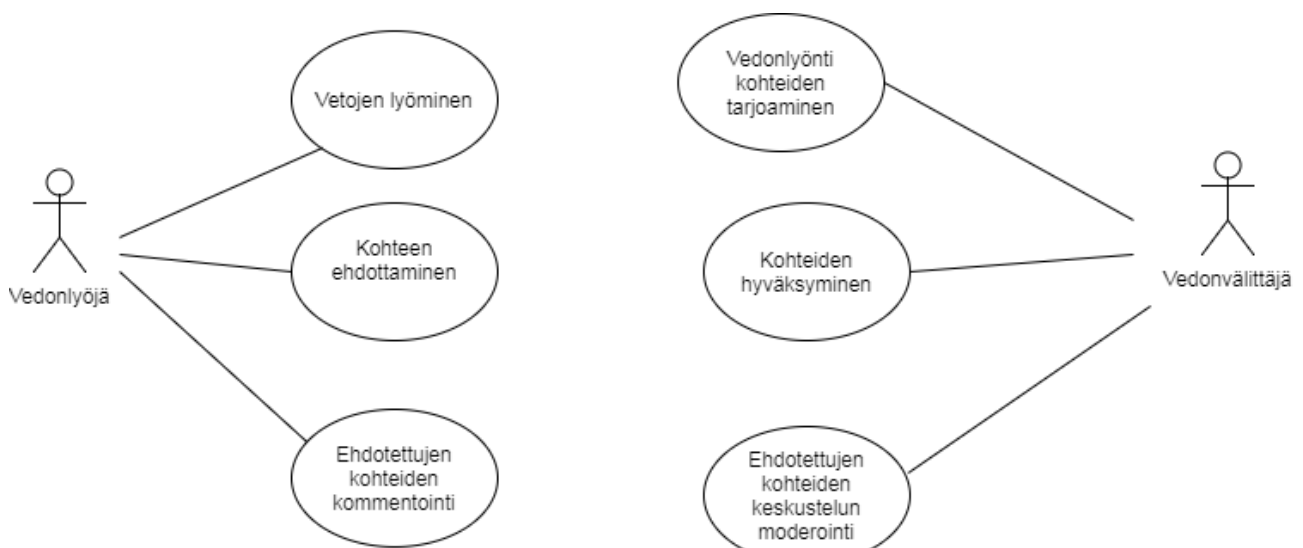 Vetojen lyöminen
Vedonlyönti
kohteiden
tarjoaminen
Kohteen
ehdottaminen
Kohteiden
hyväksyminen
Vedonlyöjä
Vedonvälittäjä
Ehdotettujen
kohteiden
kommentointi
Ehdotettujen
kohteiden
keskustelun
moderointi